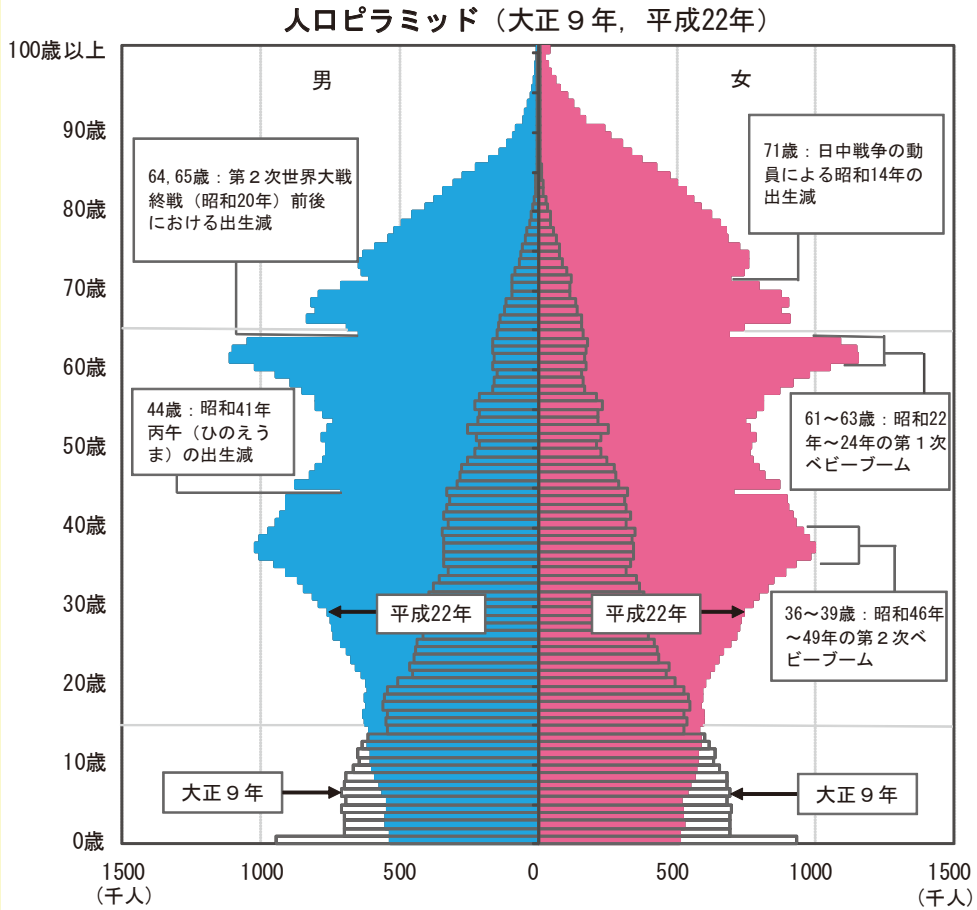 人口ピラミッド（大正９年，平成22年）
100歳以上
90歳
80歳
70歳
60歳
50歳
40歳
30歳
20歳
10歳
0歳
男
女
64，65歳：第２次世界大戦
終戦（昭和20年）前後
における出生減
71歳：日中戦争の動
員による昭和14年の
出生減
44歳：昭和41年
丙午（ひのえう
ま）の出生減
61～63歳：昭和22
年～24年の第１次
ベビーブーム
平成22年
平成22年
36～39歳：昭和46年
～49年の第２次ベ
ビーブーム
大正９年
大正９年
1500
1000
500
0
500
1000
1500
（千人）
（千人）